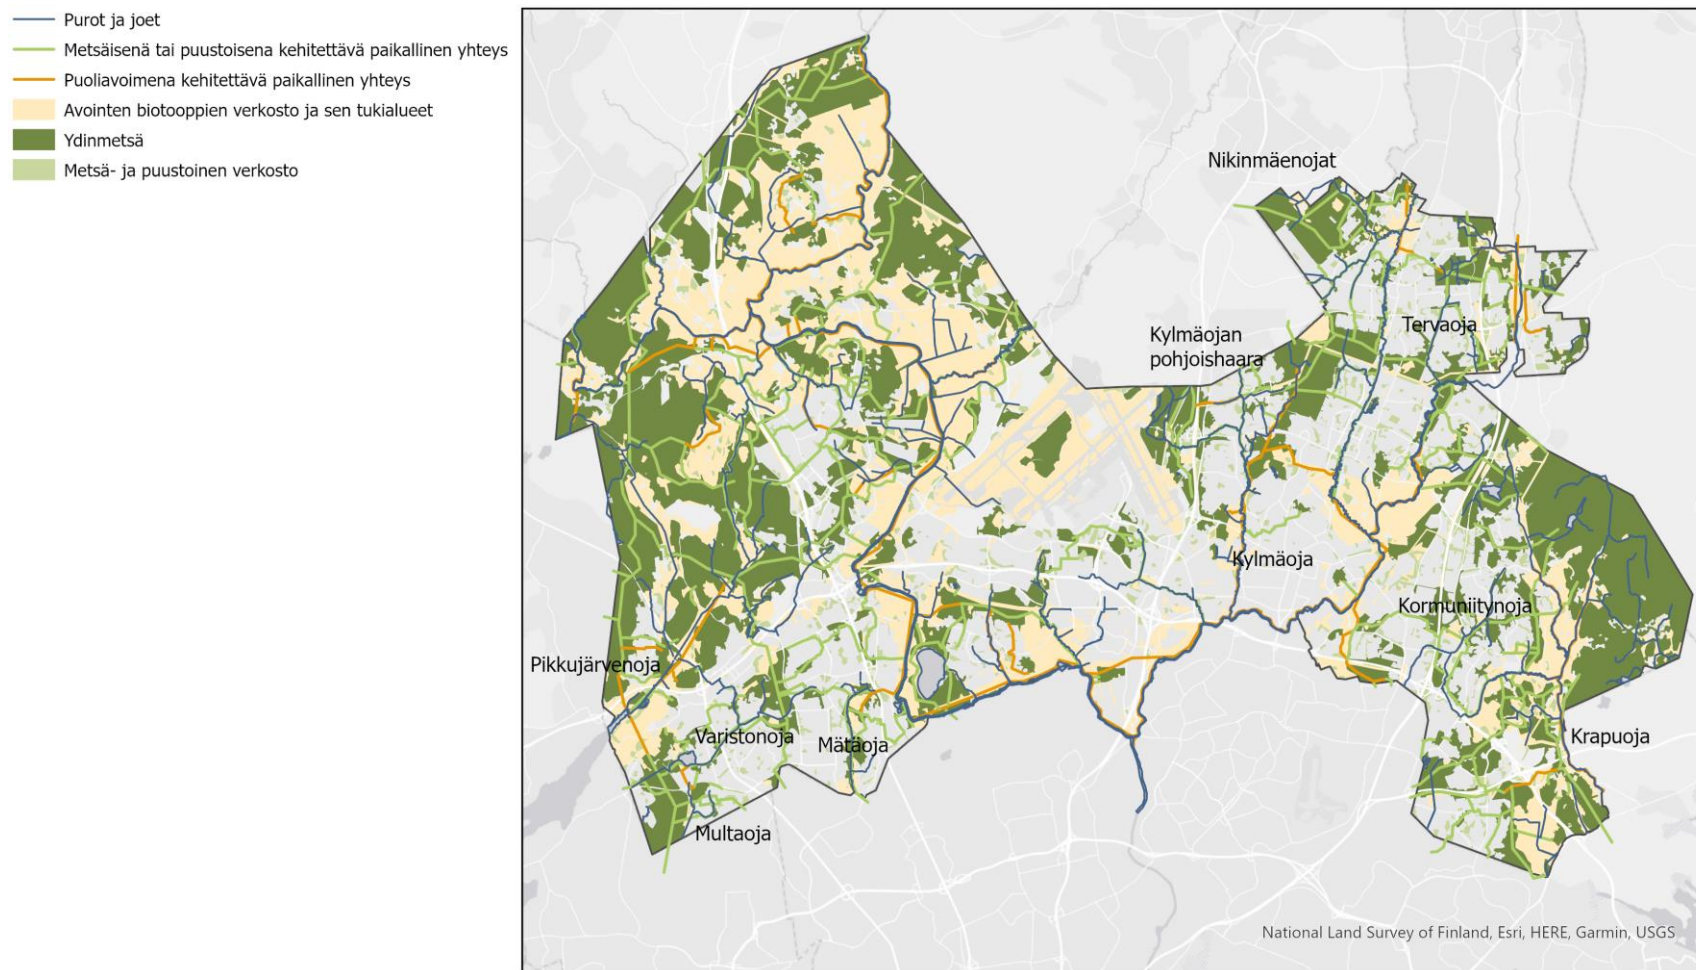 Purot ja joet
Metsäisenä tai puustoisena kehitettävä paikallinen yhteys
Puoliavoimena kehitettävä paikallinen yhteys
Avointen biotooppien verkosto ja sen tukialueet
Ydinmetsä
Metsä- ja puustoinen verkosto
Nikinmäenojat
Kylmäojan
pohjoishaara
Tervaoja
Kylmäoja
Kormuniitynoja
Pikkujärvenoja
Varistonoja
Mätäoja
Krapuoja
Multaoja
National Land Survey of Finland, Esri, HERE, Garmin, USGS